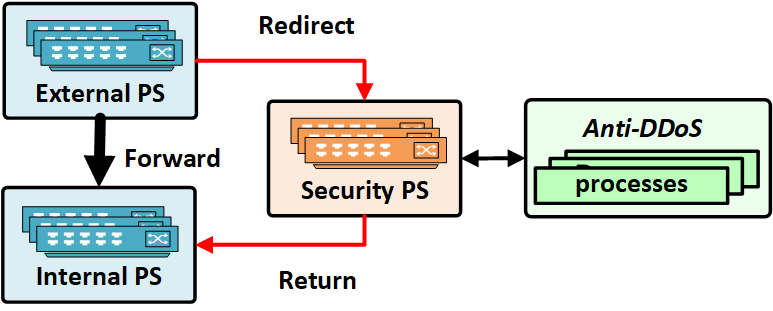 Redirect
External PS
Forward
Anti-DDoS
processes
Security PS
Internal PS
Return